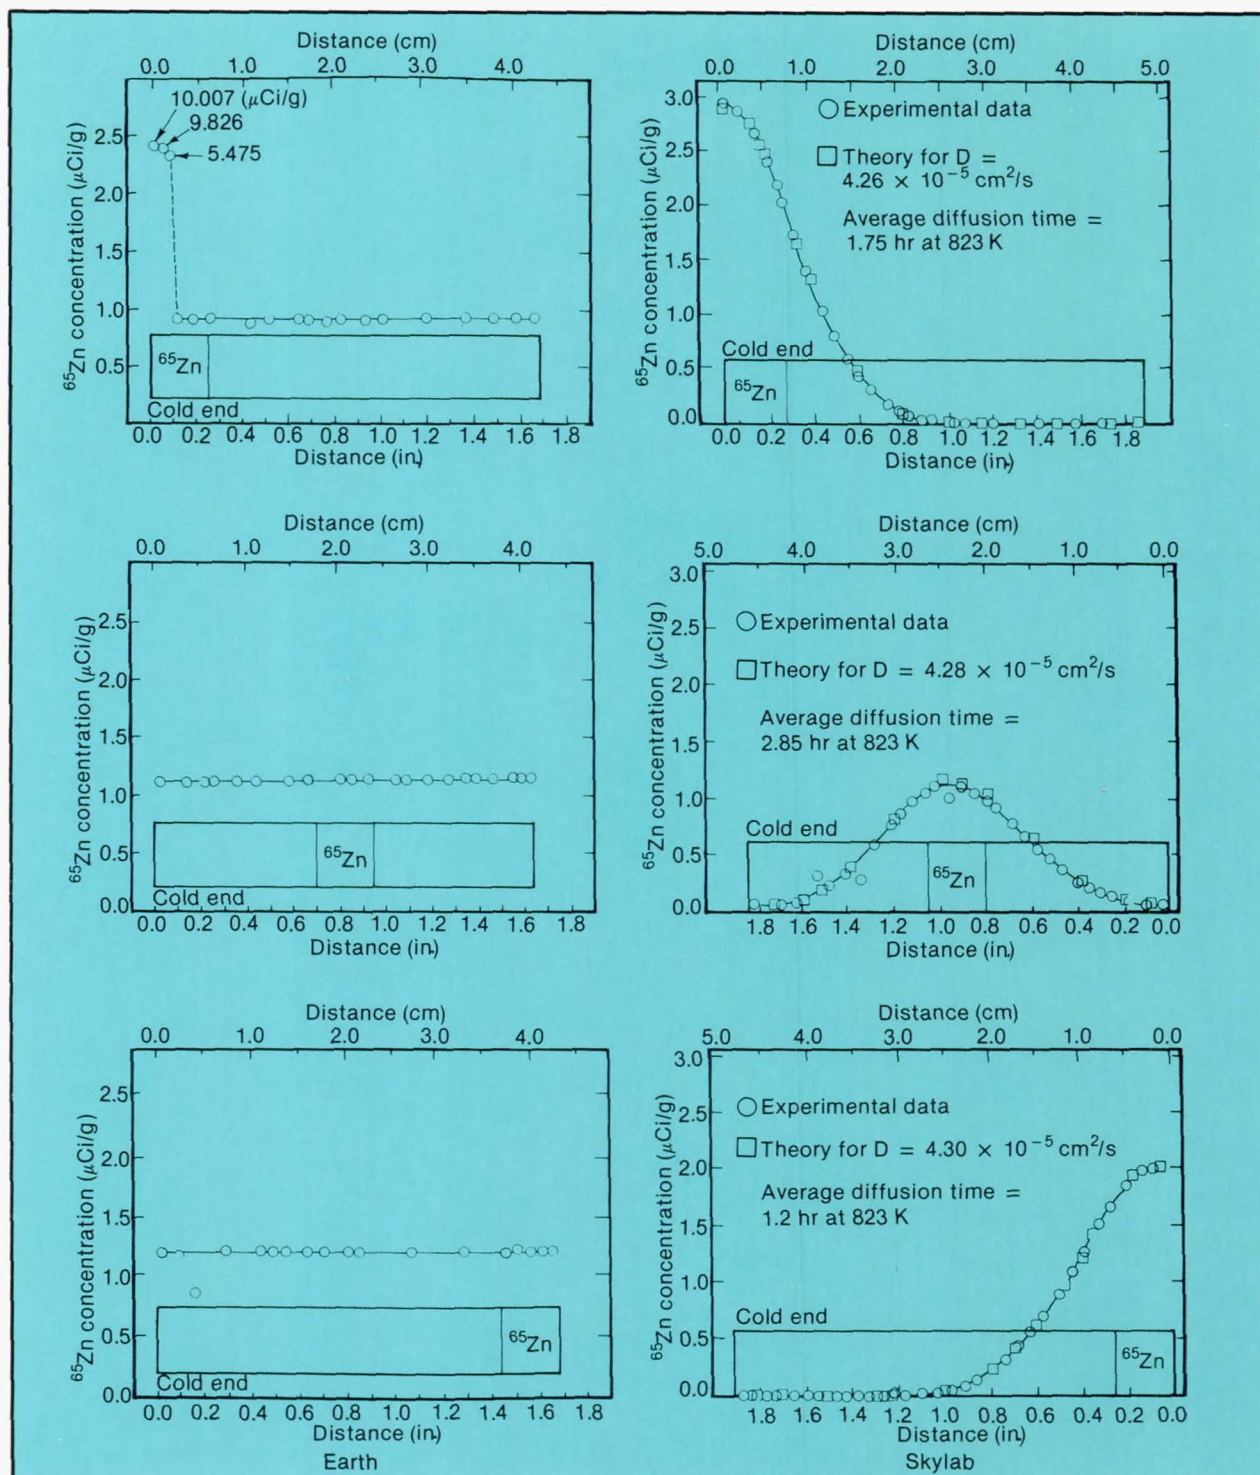 Distance (cm)
0.0 1.0 2.0 3.0 4.0
10.007 (μCi/g)
9.826
5.475
2.5
2.0
1.5
1.0
0.5
⁶⁵Zn concentration (μCi/g)
⁶⁵Zn
Cold end
0.0 0.2 0.4 0.6 0.8 1.0 1.2 1.4 1.6 1.8
Distance (in.)
Distance (cm)
0.0 1.0 2.0 3.0 4.0 5.0
3.0
2.5
2.0
1.5
1.0
0.5
0.0
⁶⁵Zn concentration (μCi/g)
Experimental data
Theory for D =
4.26 × 10⁻⁵ cm²/s
Average diffusion time =
1.75 hr at 823 K
Cold end
⁶⁵Zn
0.0 0.2 0.4 0.6 0.8 1.0 1.2 1.4 1.6 1.8
Distance (in.)
Distance (cm)
0.0 1.0 2.0 3.0 4.0
2.5
2.0
1.5
1.0
0.5
0.0
⁶⁵Zn concentration (μCi/g)
⁶⁵Zn
Cold end
0.0 0.2 0.4 0.6 0.8 1.0 1.2 1.4 1.6 1.8
Distance (in.)
Distance (cm)
5.0 4.0 3.0 2.0 1.0 0.0
3.0
2.5
2.0
1.5
1.0
0.5
0.0
⁶⁵Zn concentration (μCi/g)
Experimental data
Theory for D = 4.28 × 10⁻⁵ cm²/s
Average diffusion time =
2.85 hr at 823 K
Cold end
⁶⁵Zn
1.8 1.6 1.4 1.2 1.0 0.8 0.6 0.4 0.2 0.0
Distance (in.)
Distance (cm)
0.0 1.0 2.0 3.0 4.0
2.5
2.0
1.5
1.0
0.5
0.0
⁶⁵Zn concentration (μCi/g)
⁶⁵Zn
Cold end
0.0 0.2 0.4 0.6 0.8 1.0 1.2 1.4 1.6 1.8
Distance (in.)
Earth
Distance (cm)
5.0 4.0 3.0 2.0 1.0 0.0
3.0
2.5
2.0
1.5
1.0
0.5
0.0
⁶⁵Zn concentration (μCi/g)
Experimental data
Theory for D = 4.30 × 10⁻⁵ cm²/s
Average diffusion time =
1.2 hr at 823 K
Cold end
⁶⁵Zn
1.8 1.6 1.4 1.2 1.0 0.8 0.6 0.4 0.2 0.0
Distance (in.)
Skylab